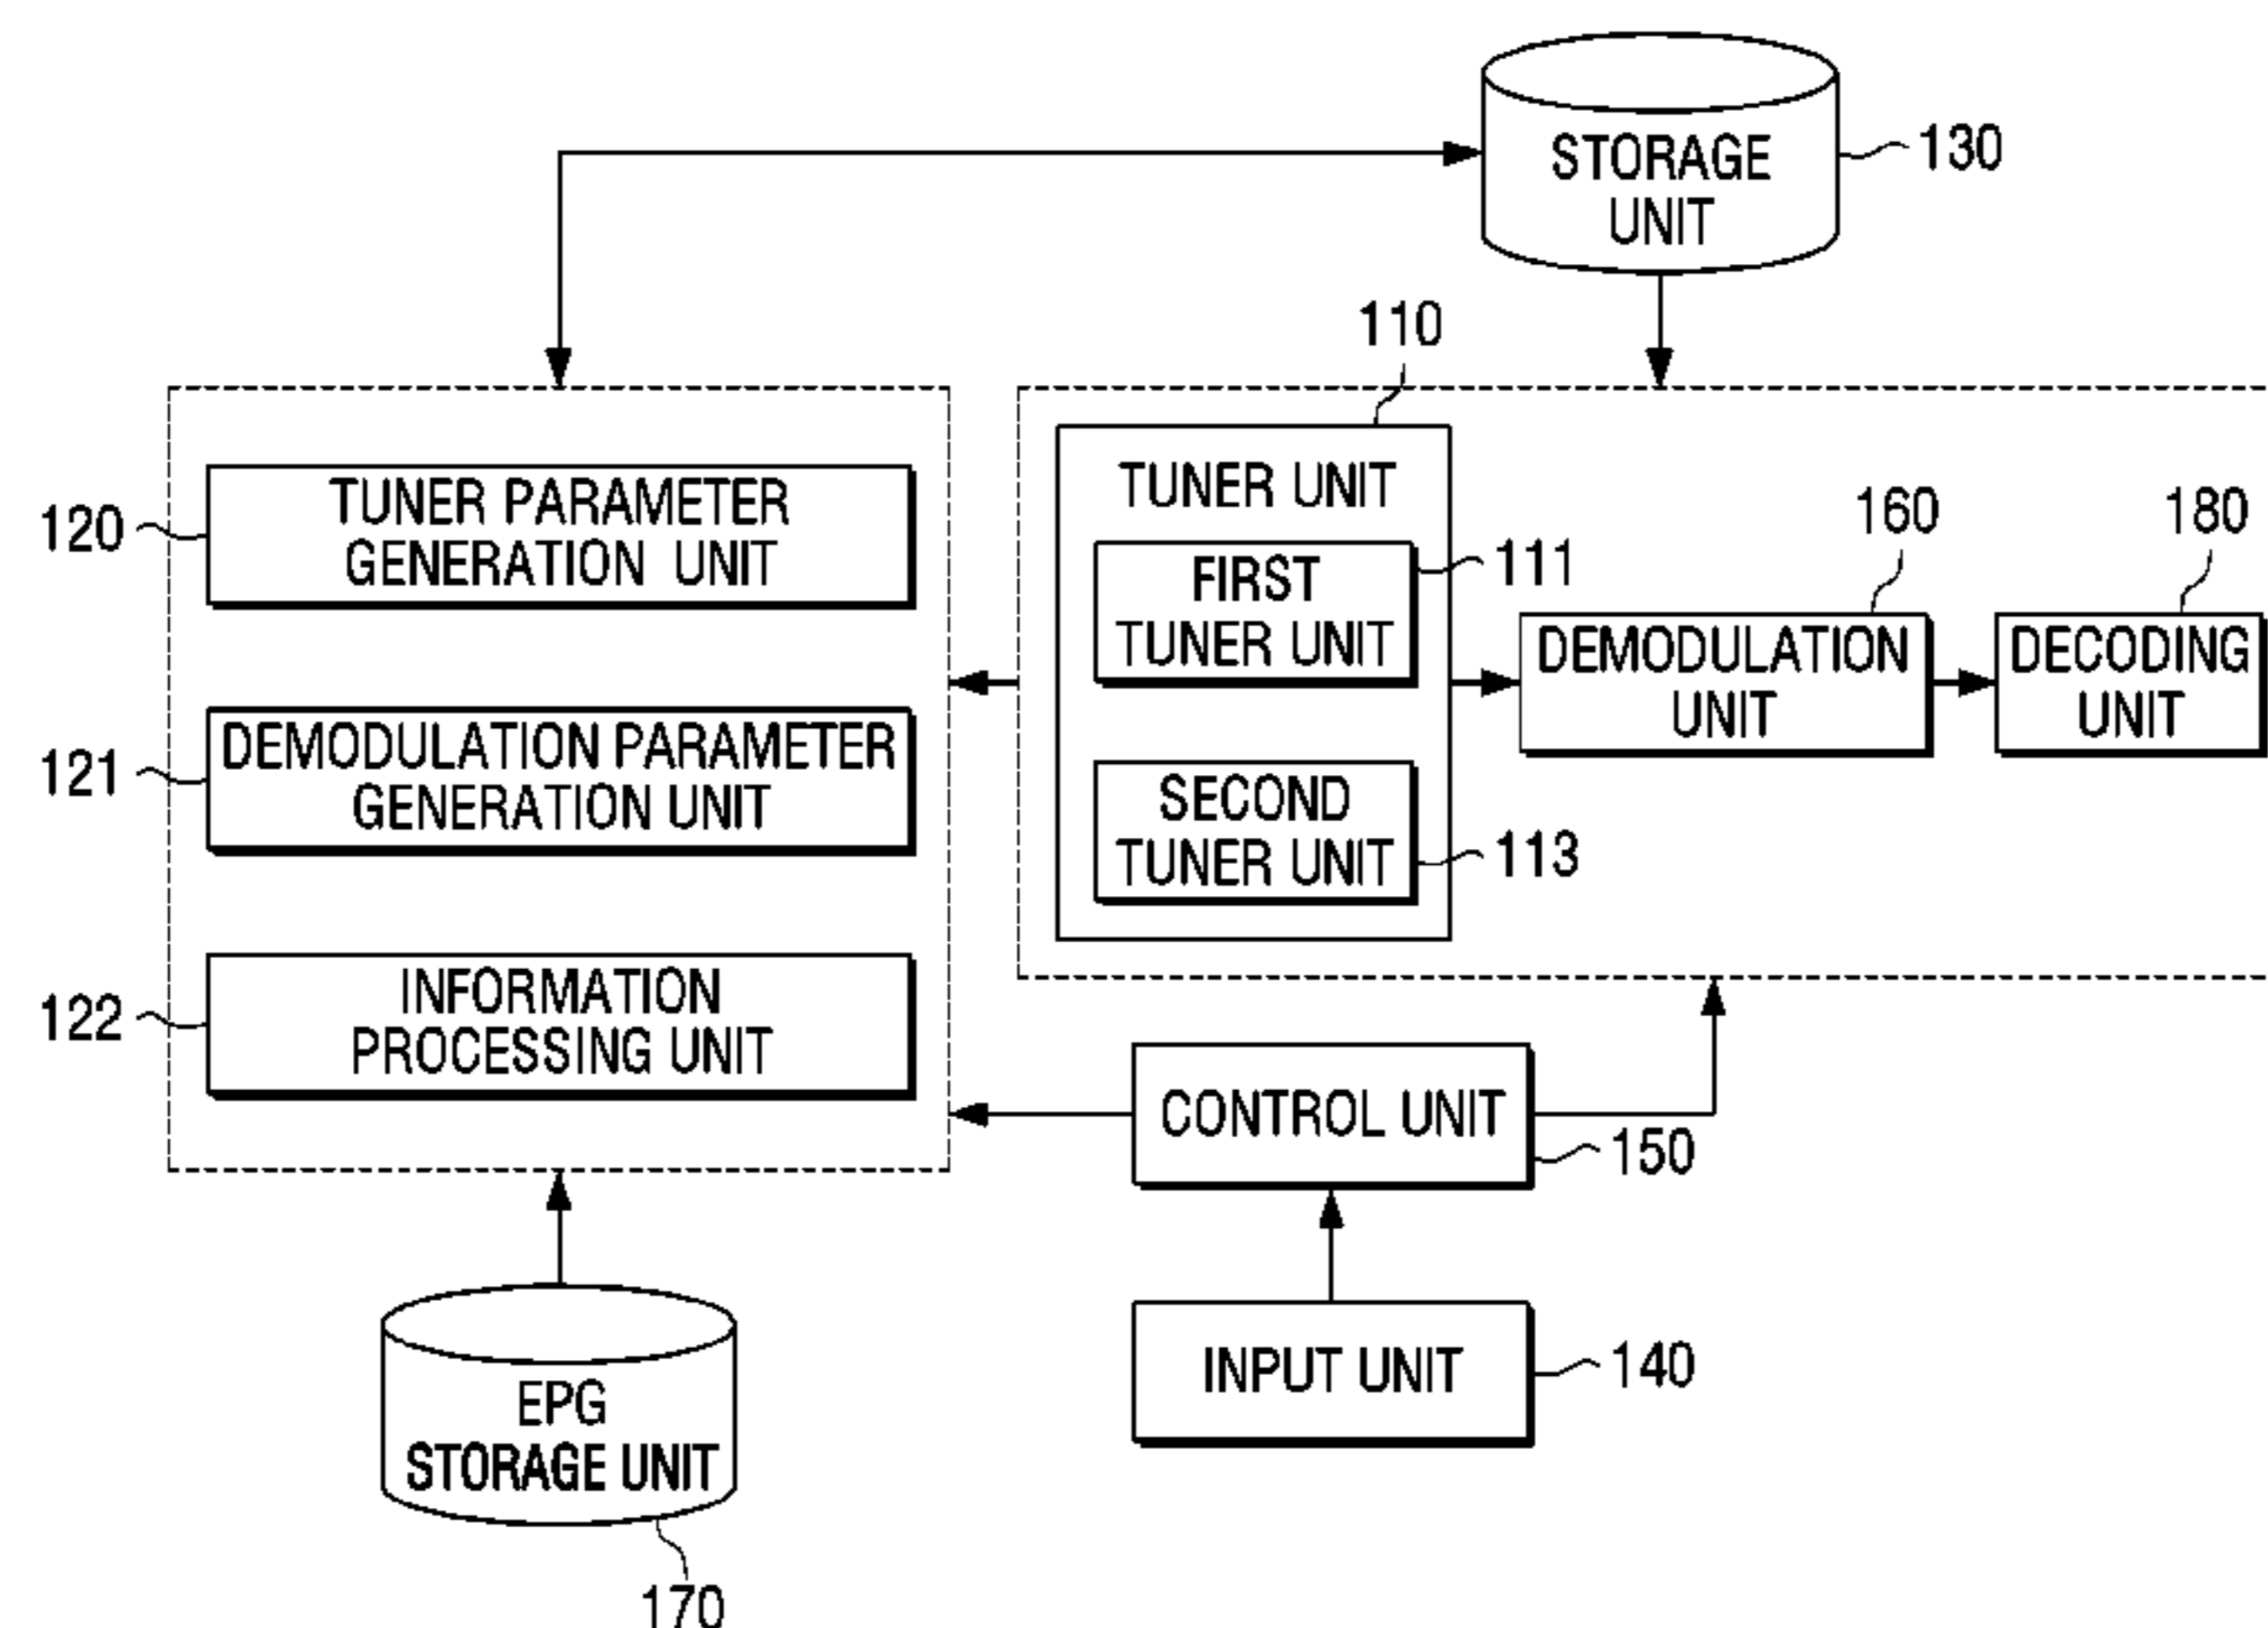 STORAGE
UNIT
130
110
TUNER PARAMETER
GENERATION UNIT
120
DEMODULATION PARAMETER
GENERATION UNIT
121
INFORMATION
PROCESSING UNIT
122
TUNER UNIT
FIRST
TUNER UNIT
111
SECOND
TUNER UNIT
113
160
DEMODULATION
UNIT
180
DECODING
UNIT
CONTROL UNIT
150
INPUT UNIT
140
EPG
STORAGE UNIT
170